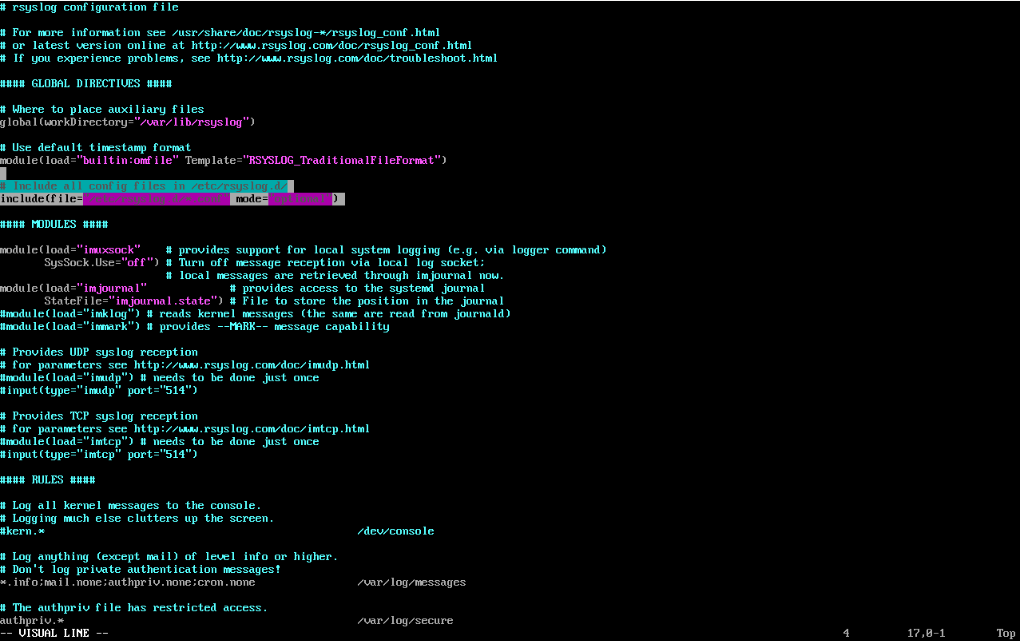 # rsyslog configuration file
# For more information see /usr/share/doc/rsyslog-*/rsyslog_conf.html
# or latest version online at http://www.rsyslog.com/doc/rsyslog_conf.html
# If you experience problems, see http://www.rsyslog.com/doc/troubleshoot.html
#### GLOBAL DIRECTIVES ####
# Where to place auxiliary files
global(workDirectory="/var/lib/rsyslog")
# Use default timestamp format
module(load="builtin:omfile" Template="RSYSLOG_TraditionalFileFormat")
# Include all config files in /etc/rsyslog.d/
include(file="/etc/rsyslog.d/*.conf" mode="optional")
#### MODULES ####
module(load="imuxsock"    # provides support for local system logging (e.g. via logger command)
       SysSock.Use="off") # Turn off message reception via local log socket;
                          # local messages are retrieved through imjournal now.
module(load="imjournal"             # provides access to the systemd journal
       StateFile="imjournal.state") # File to store the position in the journal
#module(load="imklog") # reads kernel messages (the same are read from journald)
#module(load="immark") # provides --MARK-- message capability
# Provides UDP syslog reception
# for parameters see http://www.rsyslog.com/doc/imudp.html
#module(load="imudp") # needs to be done just once
#input(type="imudp" port="514")
# Provides TCP syslog reception
# for parameters see http://www.rsyslog.com/doc/imtcp.html
#module(load="imtcp") # needs to be done just once
#input(type="imtcp" port="514")
#### RULES ####
# Log all kernel messages to the console.
# Logging much else clutters up the screen.
#kern.*                                                 /dev/console
# Log anything (except mail) of level info or higher.
# Don't log private authentication messages!
*.info;mail.none;authpriv.none;cron.none                /var/log/messages
# The authpriv file has restricted access.
authpriv.*                                              /var/log/secure
-- VISUAL LINE --                                       4         17,0-1        Top